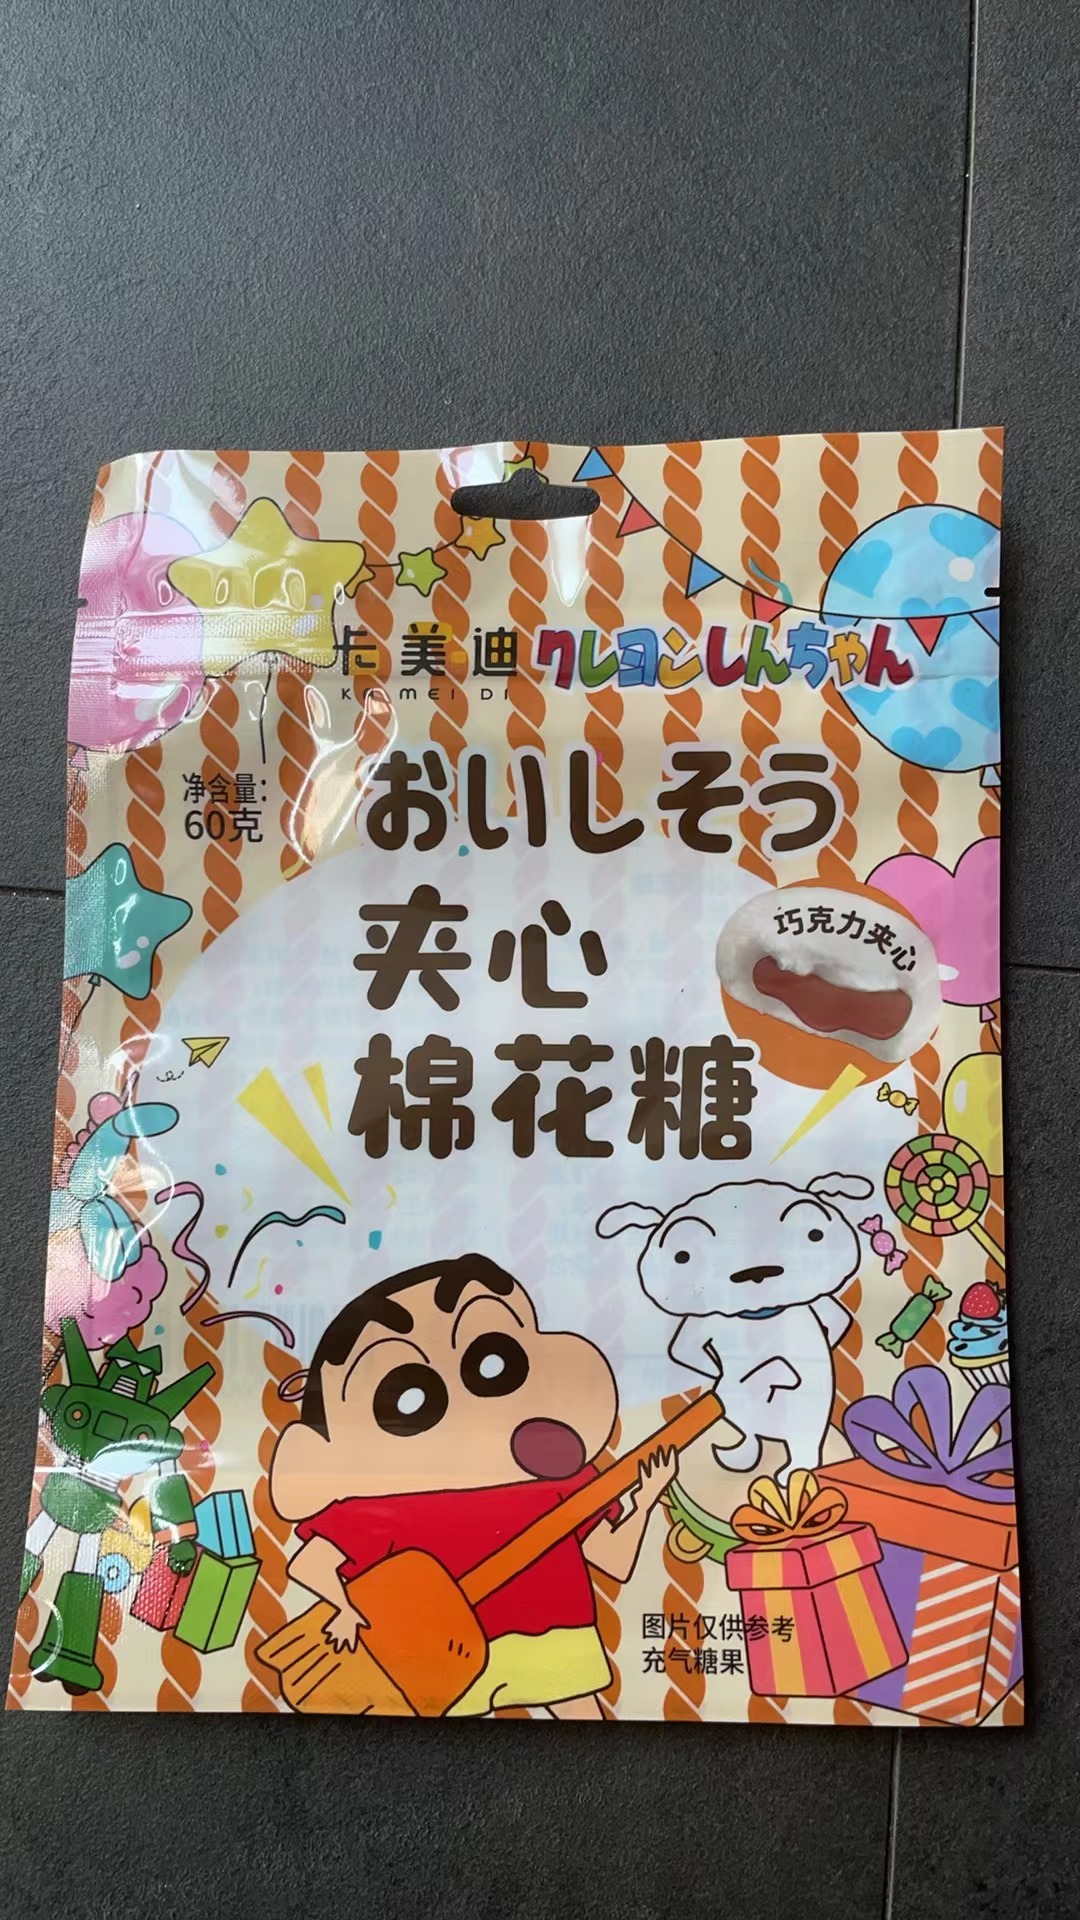 卡美迪 クレヨンしんちゃん
KAMEI DI
净含量:
60克
おいしそう
夹心
棉花糖
巧克力夹心
图片仅供参考
充气糖果